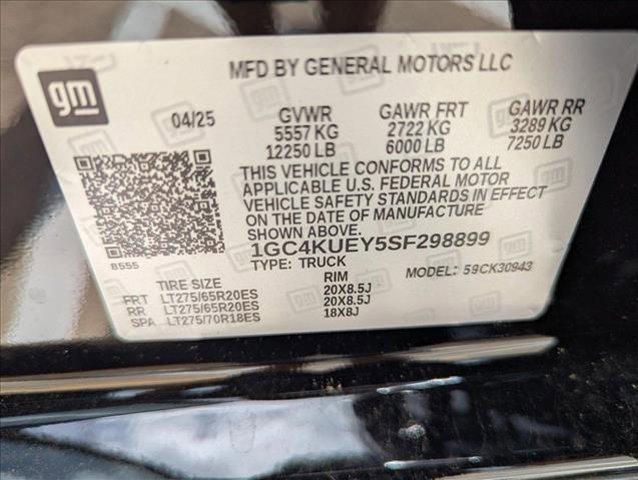 gm
MFD BY GENERAL MOTORS LLC
04/25 GVWR GAWR FRT GAWR RR
5557 KG 2722 KG 3289 KG
12250 LB 6000 LB 7250 LB
THIS VEHICLE CONFORMS TO ALL
APPLICABLE U.S. FEDERAL MOTOR
VEHICLE SAFETY STANDARDS IN EFFECT
ON THE DATE OF MANUFACTURE
SHOWN ABOVE.
1GC4KUEY5SF298899
B555
TYPE: TRUCK MODEL: 59CK30943
TIRE SIZE RIM
FRT LT275/65R20ES 20X8.5J
RR LT275/65R20ES 20X8.5J
SPA LT275/70R18ES 18X8J